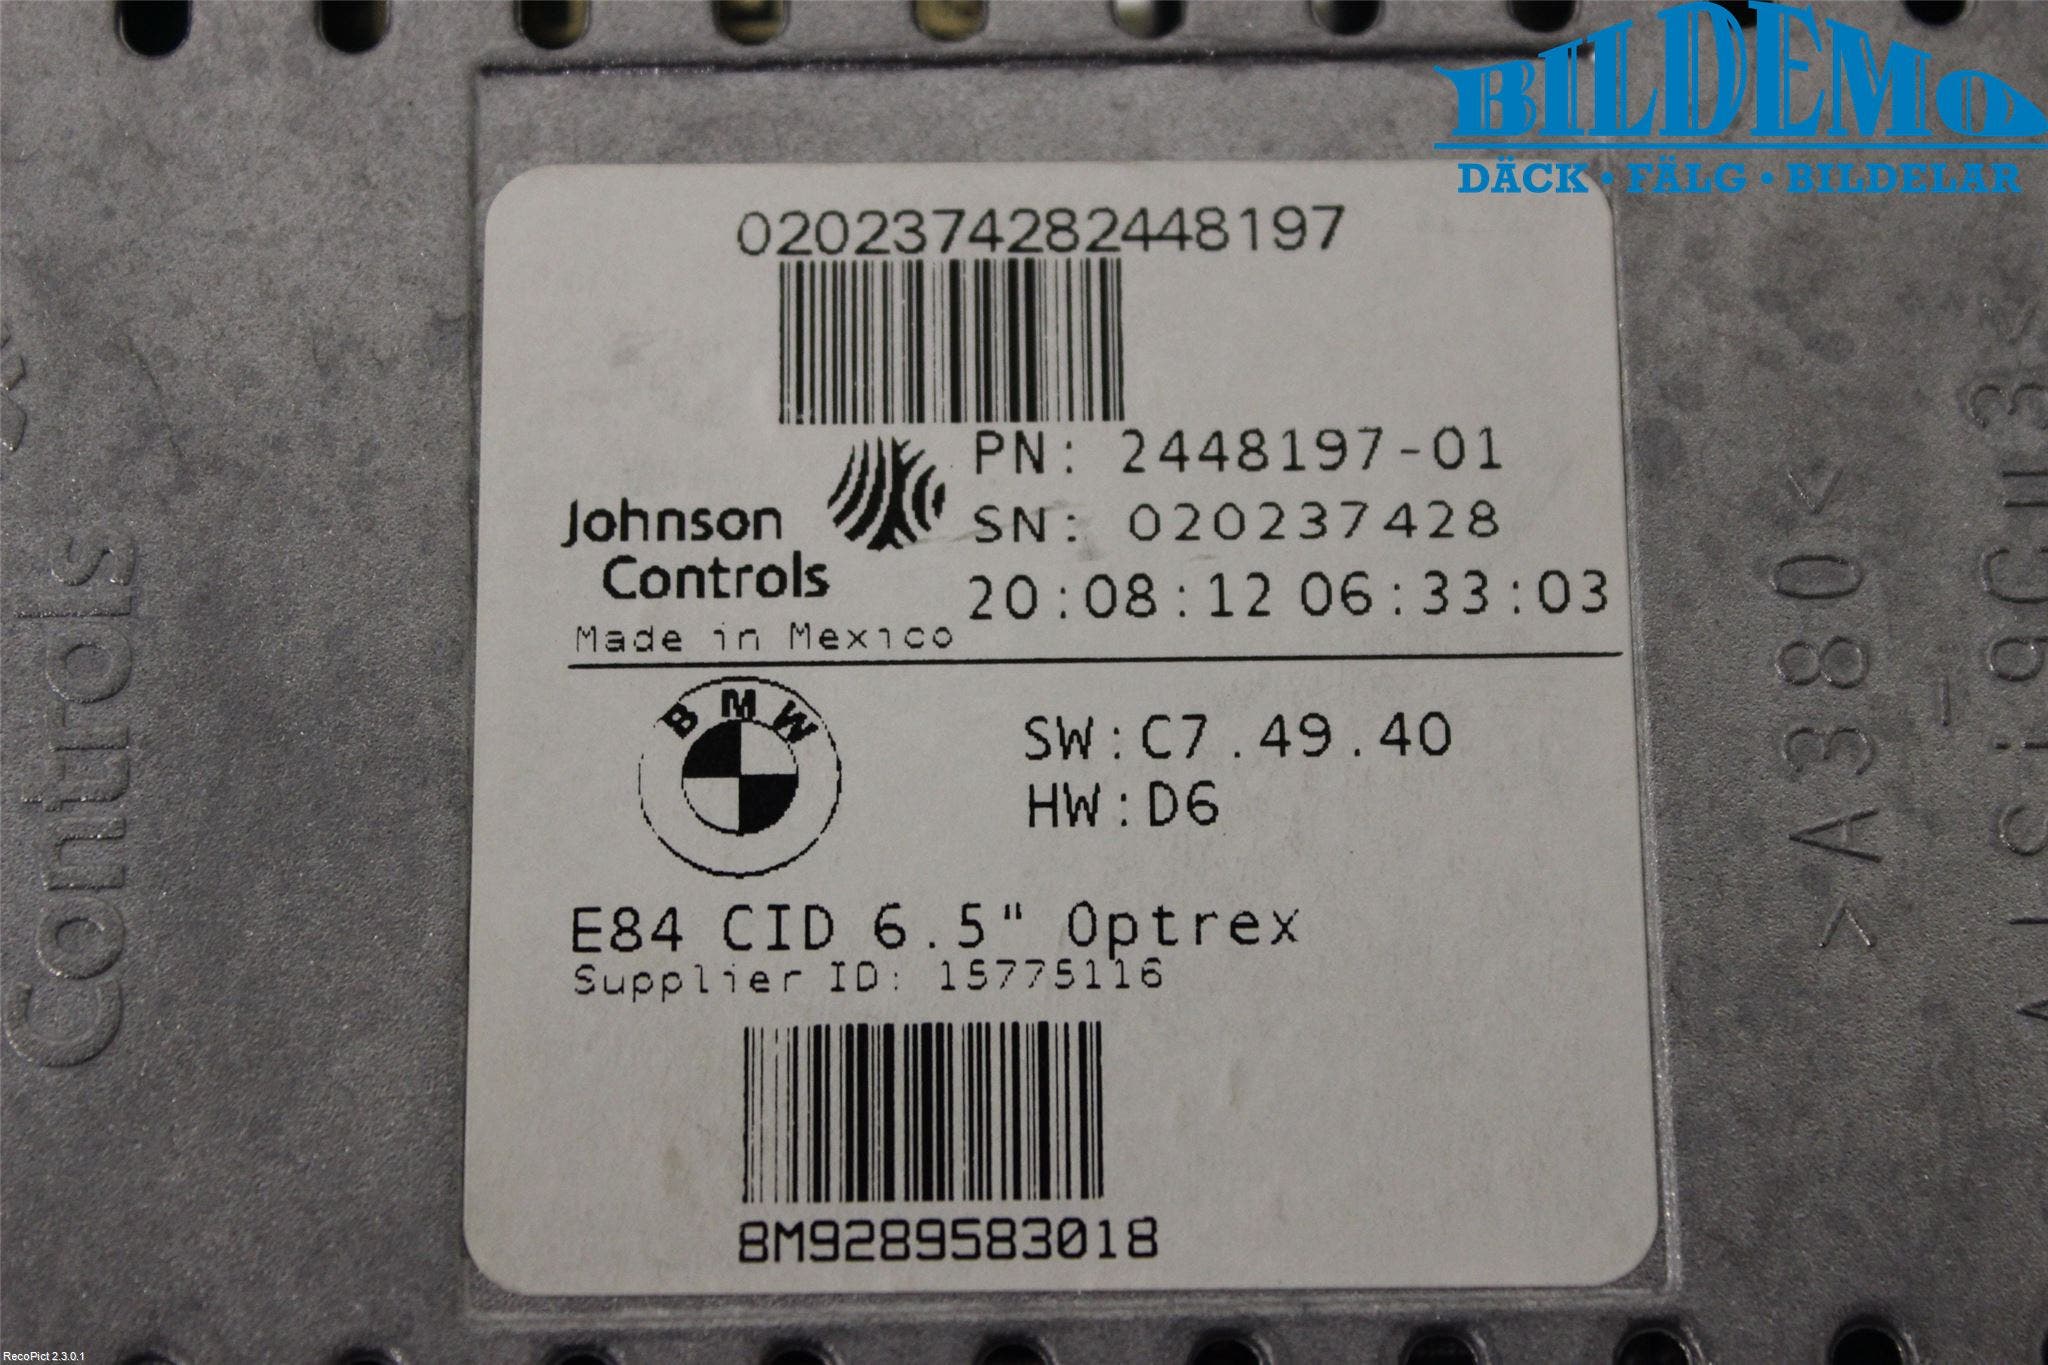 BILDEMO
DÄCK • FÄLG • BILDELAR
0202374282448197
PN: 2448197-01
SN: 020237428
Johnson
Controls
20:08:12 06:33:03
Made in Mexico
BMW
SW:C7.49.40
HW:D6
E84 CID 6.5" Optrex
Supplier ID: 15775116
8M9289583018
Controls
>A380<
RecoPict 2.3.0.1